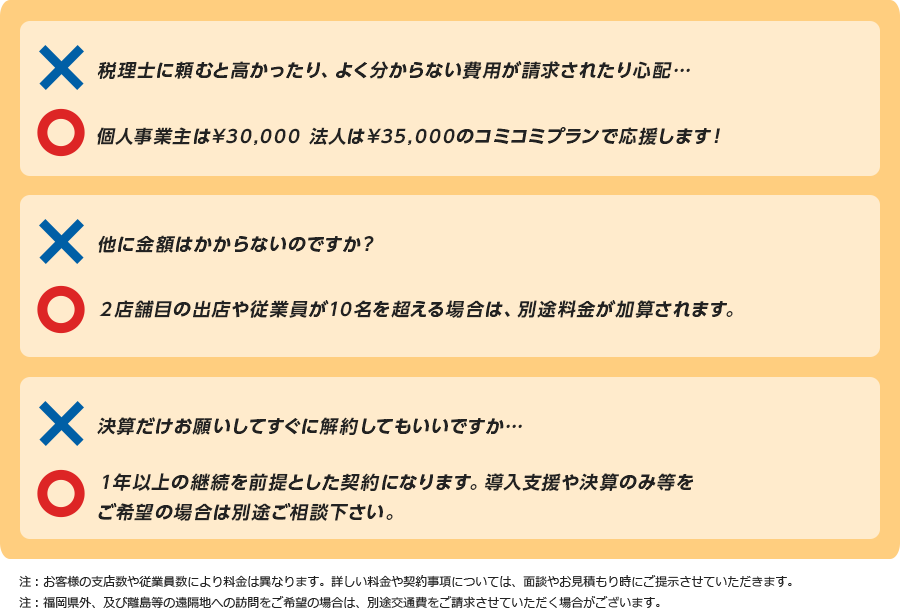 税理士に頼むと高かったり、よく分からない費用が請求されたり心配…
個人事業主は¥30,000 法人は¥35,000のコミコミプランで応援します!
他に金額はかからないのですか?
2店舗目の出店や従業員が10名を超える場合は、別途料金が加算されます。
決算だけお願いしてすぐに解約してもいいですか…
1年以上の継続を前提とした契約になります。導入支援や決算のみ等を
ご希望の場合は別途ご相談下さい。
注:お客様の支店数や従業員数により料金は異なります。詳しい料金や契約事項については、面談やお見積もり時にご提示させていただきます。
注:福岡県外、及び離島等の遠隔地への訪問をご希望の場合は、別途交通費をご請求させていただく場合がございます。